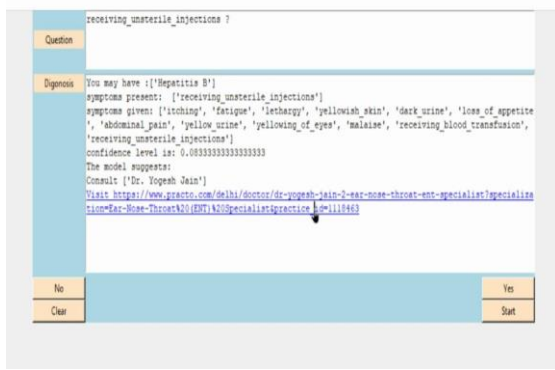 receiving_unsterile_injections ?
Question
Digonosis
You may have :['Hepatitis B']
symptoms present:  ['receiving_unsterile_injections']
symptoms given: ['itching', 'fatigue', 'lethargy', 'yellowish_skin', 'dark_urine', 'loss_of_appetite
', 'abdominal_pain', 'yellow_urine', 'yellowing_of_eyes', 'malaise', 'receiving_blood_transfusion',
'receiving_unsterile_injections']
confidence level is: 0.08333333333333333
The model suggests:
Consult ['Dr. Yogesh Jain']
Visit https://www.practo.com/delhi/doctor/dr-yogesh-jain-2-ear-nose-throat-ent-specialist?specializa
tion=Ear-Nose-Throat%20(ENT)%20Specialist&practice_id=1118463
No
Yes
Clear
Start